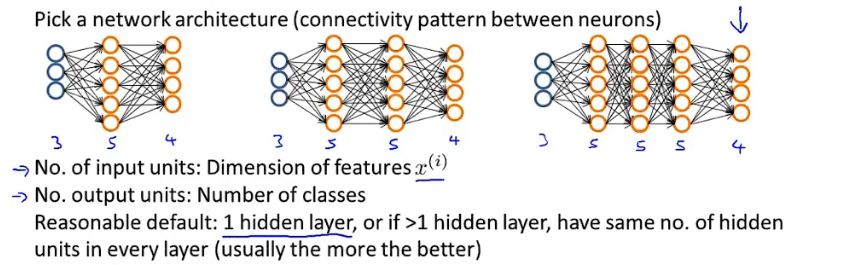 Pick a network architecture (connectivity pattern between neurons)
3 5 4 3 5 5 4 3 5 5 5 4
→ No. of input units: Dimension of features x^(i)
→ No. output units: Number of classes
Reasonable default: 1 hidden layer, or if >1 hidden layer, have same no. of hidden
units in every layer (usually the more the better)